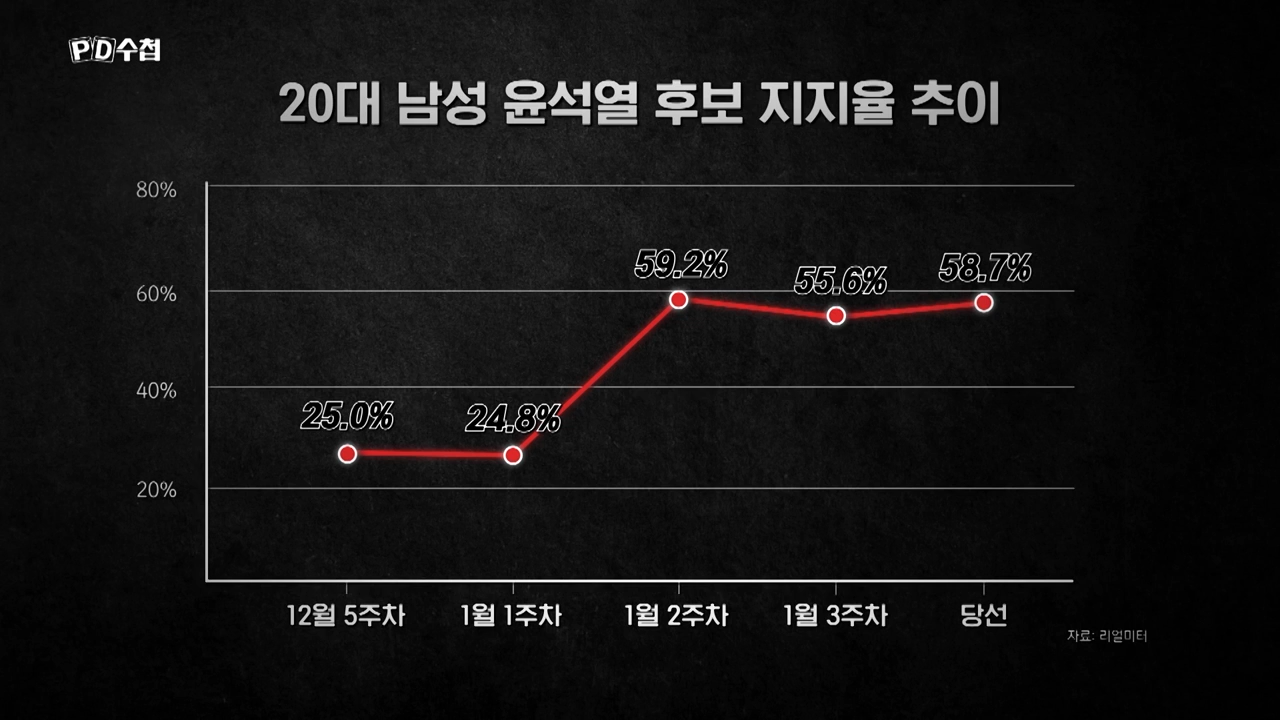 PD수첩
20대 남성 윤석열 후보 지지율 추이
80%
60%
40%
20%
25.0%
24.8%
59.2%
55.6%
58.7%
12월 5주차
1월 1주차
1월 2주차
1월 3주차
당선
자료: 리얼미터